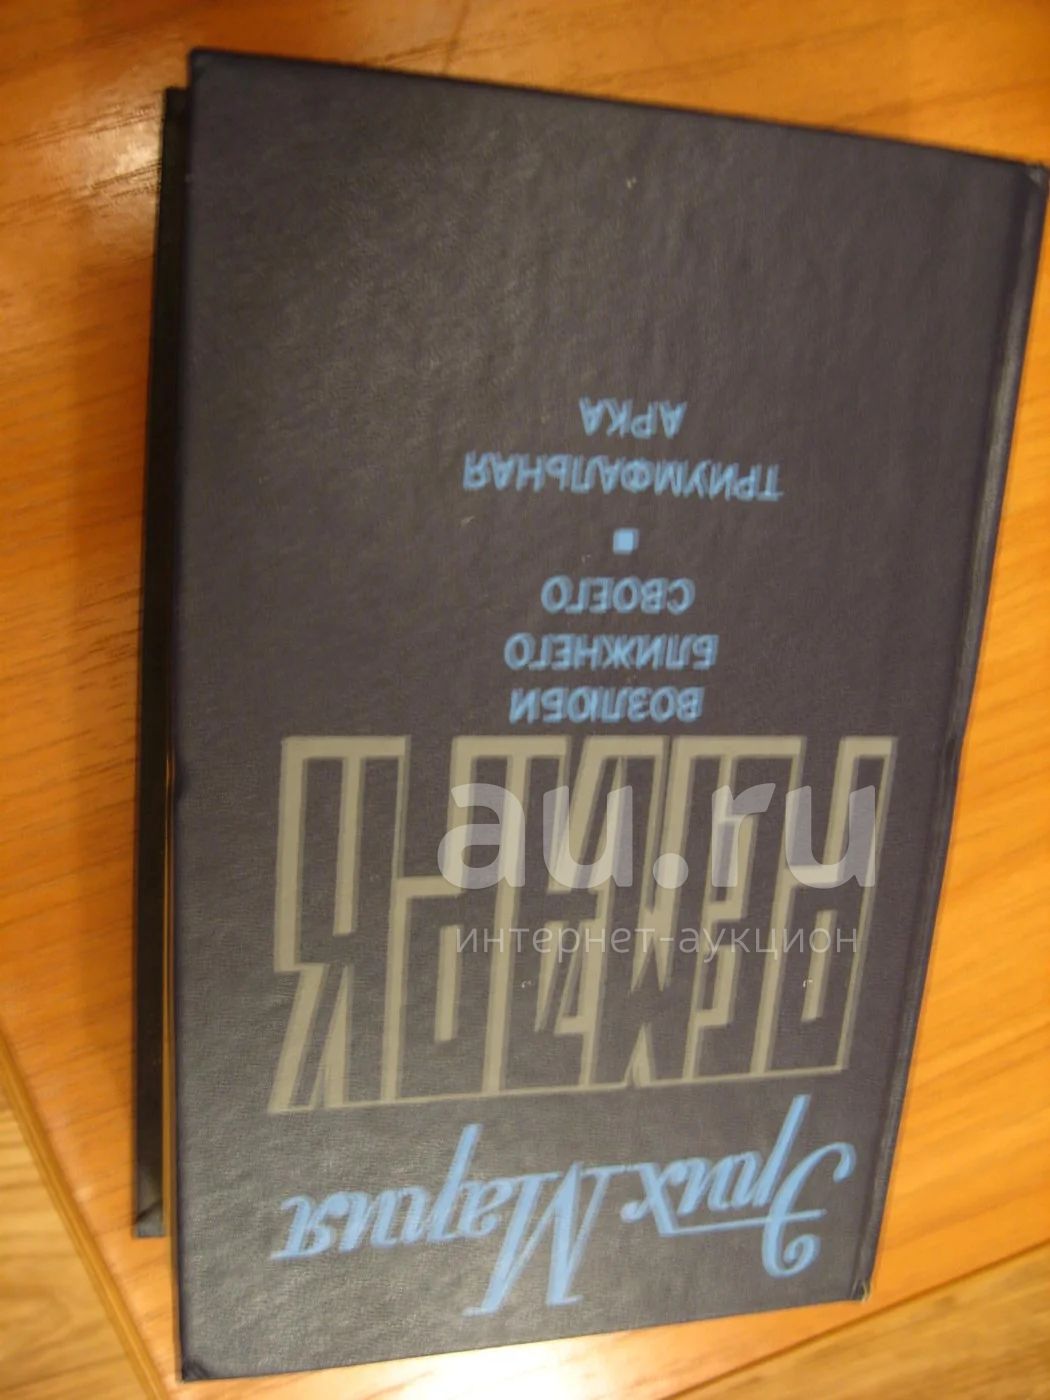 Эрих Мария
РЕМАРК
ВОЗЛЮБИ
БЛИЖНЕГО
СВОЕГО
ТРИУМФАЛЬНАЯ
АРКА
au.ru
интернет-аукцион